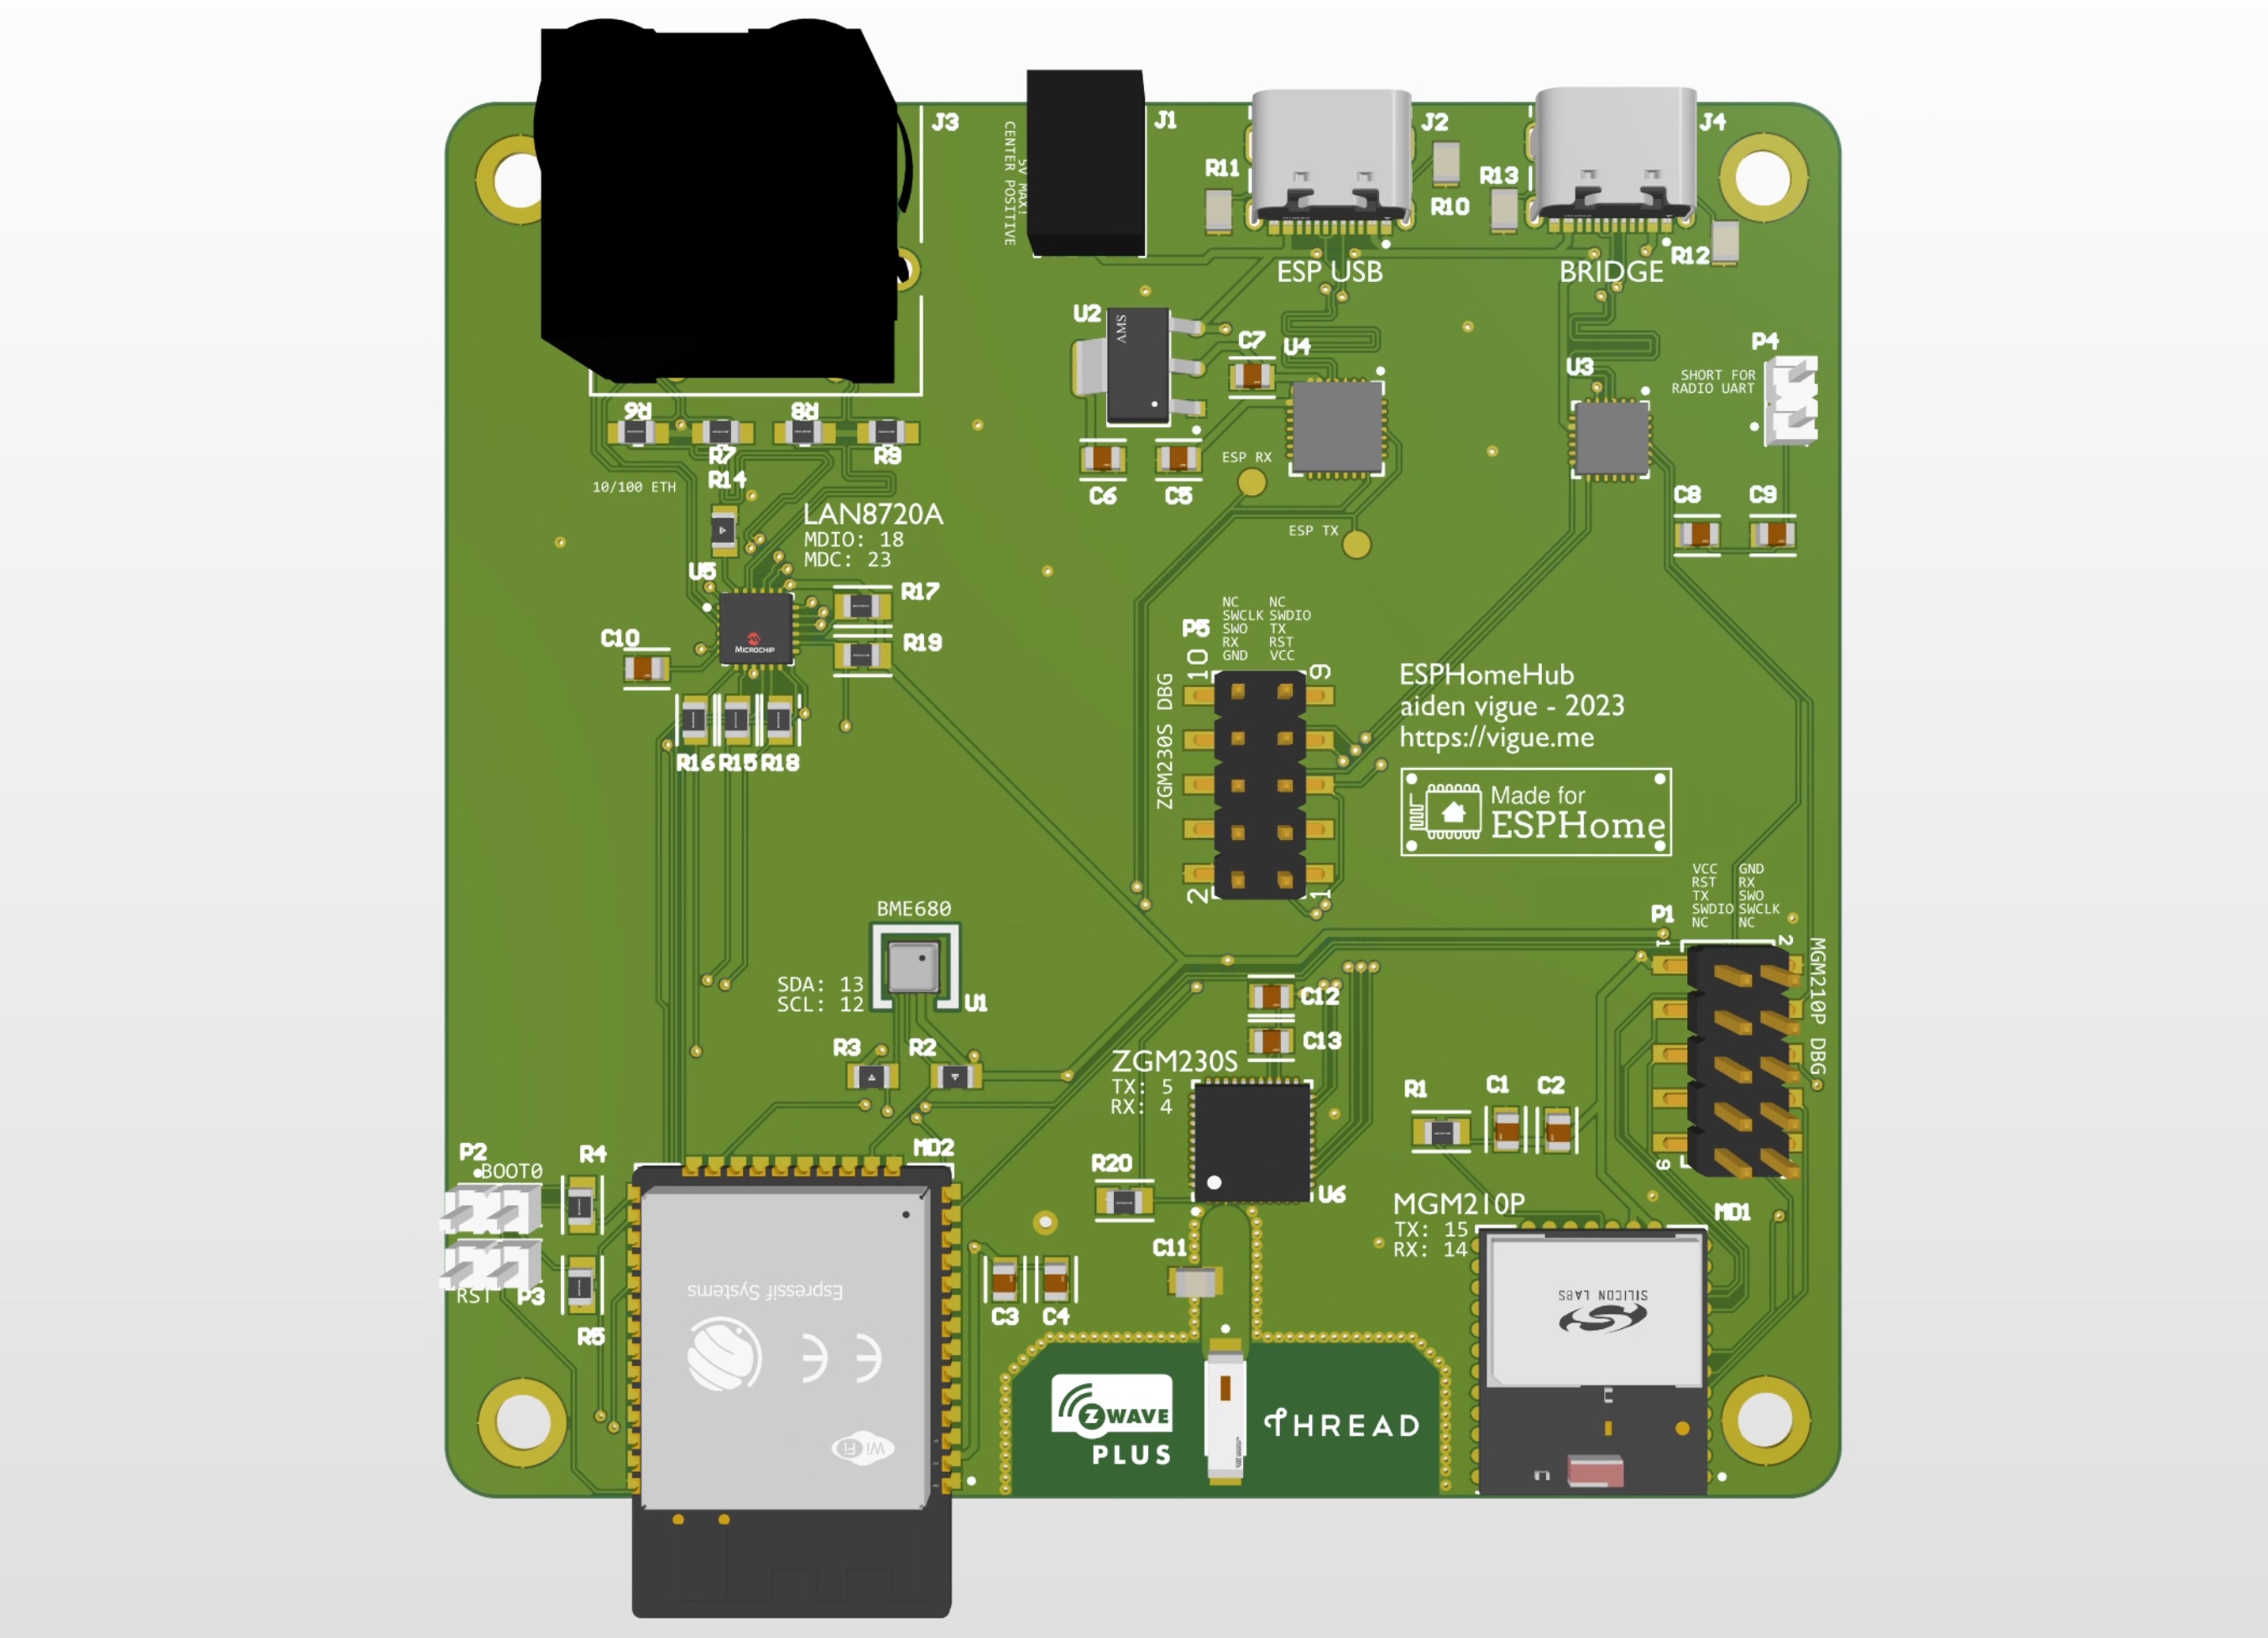 J3
J1
CENTER POSITIVE
5V MAX!
J2
J4
R11
R10
R13
R12
ESP USB
BRIDGE
U2
AMS
C7
U4
U3
P4
SHORT FOR
RADIO UART
R6
R7
R8
R9
10/100 ETH
R14
C6
C5
ESP RX
ESP TX
C8
C9
LAN8720A
MDIO: 18
MDC: 23
U5
MICROCHIP
R17
R19
C10
R16
R15
R18
P5
NC NC
SWCLK SWDIO
SWO TX
RX RST
GND VCC
10
9
2
1
ZGM230S DBG
ESPHomeHub
aiden vigue - 2023
https://vigue.me
Made for
ESPHome
BME680
SDA: 13
SCL: 12
U1
R3
R2
C12
C13
ZGM230S
TX: 5
RX: 4
U6
R20
P1
VCC GND
RST RX
TX SWO
SWDIO SWCLK
NC NC
1
2
9
MGM210P DBG
R1
C1
C2
MGM210P
TX: 15
RX: 14
MD1
SILICON LABS
P2
BOOT0
R4
RST
P3
R5
MD2
Espressif Systems
CE
Wi Fi
C3
C4
C11
Z WAVE
PLUS
THREAD